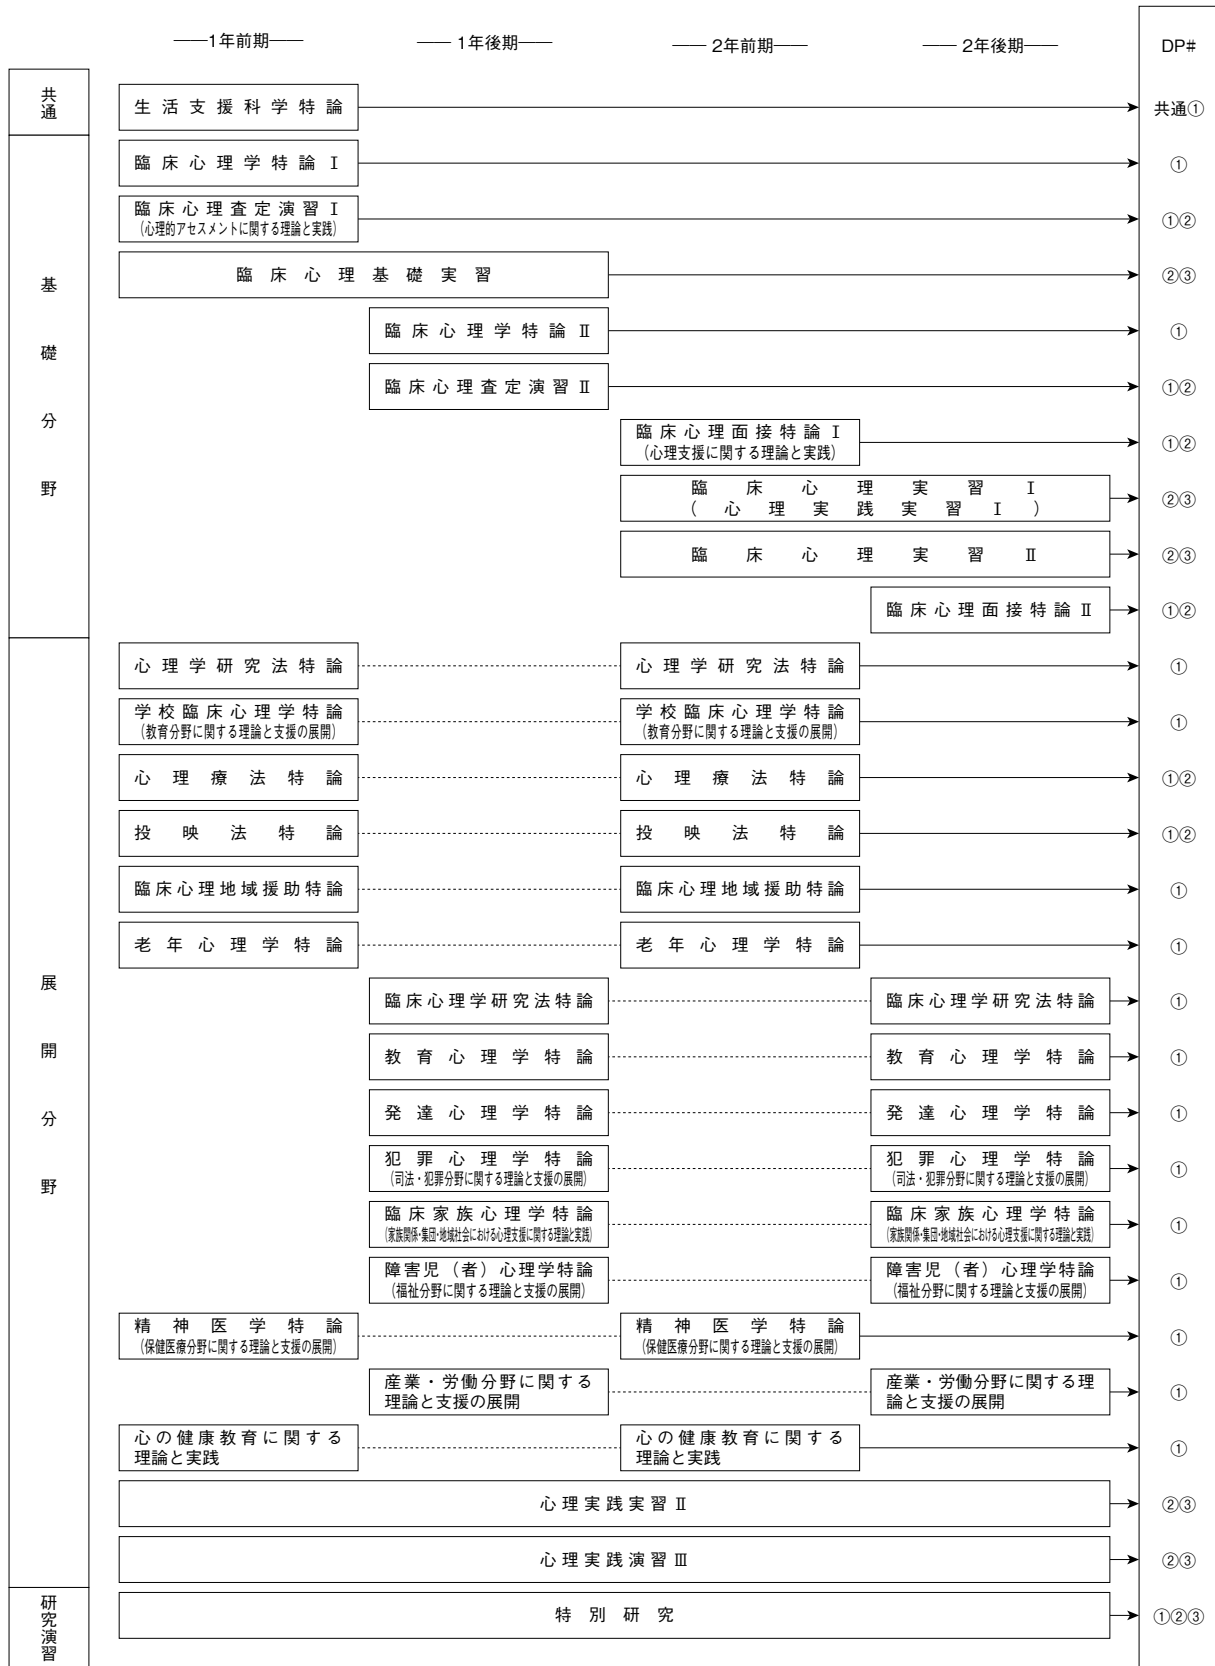 1年前期
1年後期
2年前期
2年後期
DP#
共通
生活支援科学特論
共通①
基礎分野
臨床心理学特論Ⅰ
①
臨床心理査定演習Ⅰ
(心理的アセスメントに関する理論と実践)
①②
臨床心理基礎実習
②③
臨床心理学特論Ⅱ
①
臨床心理査定演習Ⅱ
①②
臨床心理面接特論Ⅰ
(心理支援に関する理論と実践)
①②
臨床心理実習Ⅰ
(心理実践実習Ⅰ)
②③
臨床心理実習Ⅱ
②③
臨床心理面接特論Ⅱ
①②
展開分野
心理学研究法特論
心理学研究法特論
①
学校臨床心理学特論
(教育分野に関する理論と支援の展開)
学校臨床心理学特論
(教育分野に関する理論と支援の展開)
①
心理療法特論
心理療法特論
①②
投映法特論
投映法特論
①②
臨床心理地域援助特論
臨床心理地域援助特論
①
老年心理学特論
老年心理学特論
①
臨床心理学研究法特論
臨床心理学研究法特論
①
教育心理学特論
教育心理学特論
①
発達心理学特論
発達心理学特論
①
犯罪心理学特論
(司法・犯罪分野に関する理論と支援の展開)
犯罪心理学特論
(司法・犯罪分野に関する理論と支援の展開)
①
臨床家族心理学特論
(家族関係・集団・地域社会における心理支援に関する理論と実践)
臨床家族心理学特論
(家族関係・集団・地域社会における心理支援に関する理論と実践)
①
障害児（者）心理学特論
(福祉分野に関する理論と支援の展開)
障害児（者）心理学特論
(福祉分野に関する理論と支援の展開)
①
精神医学特論
(保健医療分野に関する理論と支援の展開)
精神医学特論
(保健医療分野に関する理論と支援の展開)
①
産業・労働分野に関する
理論と支援の展開
産業・労働分野に関する理
論と支援の展開
①
心の健康教育に関する
理論と実践
心の健康教育に関する
理論と実践
①
心理実践実習Ⅱ
②③
心理実践演習Ⅲ
②③
研究演習
特別研究
①②③